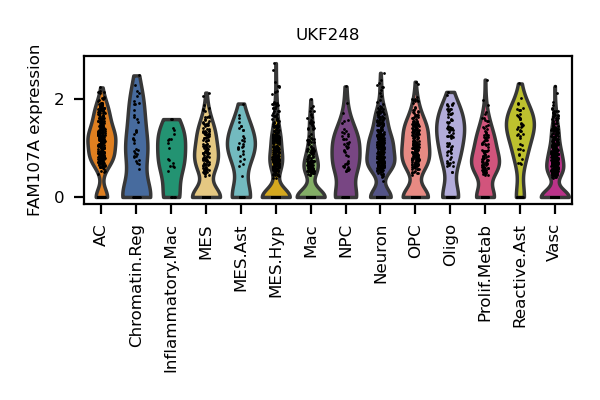 UKF248
FAM107A expression
2
0
AC
Chromatin.Reg
Inflammatory.Mac
MES
MES.Ast
MES.Hyp
Mac
NPC
Neuron
OPC
Oligo
Prolif.Metab
Reactive.Ast
Vasc